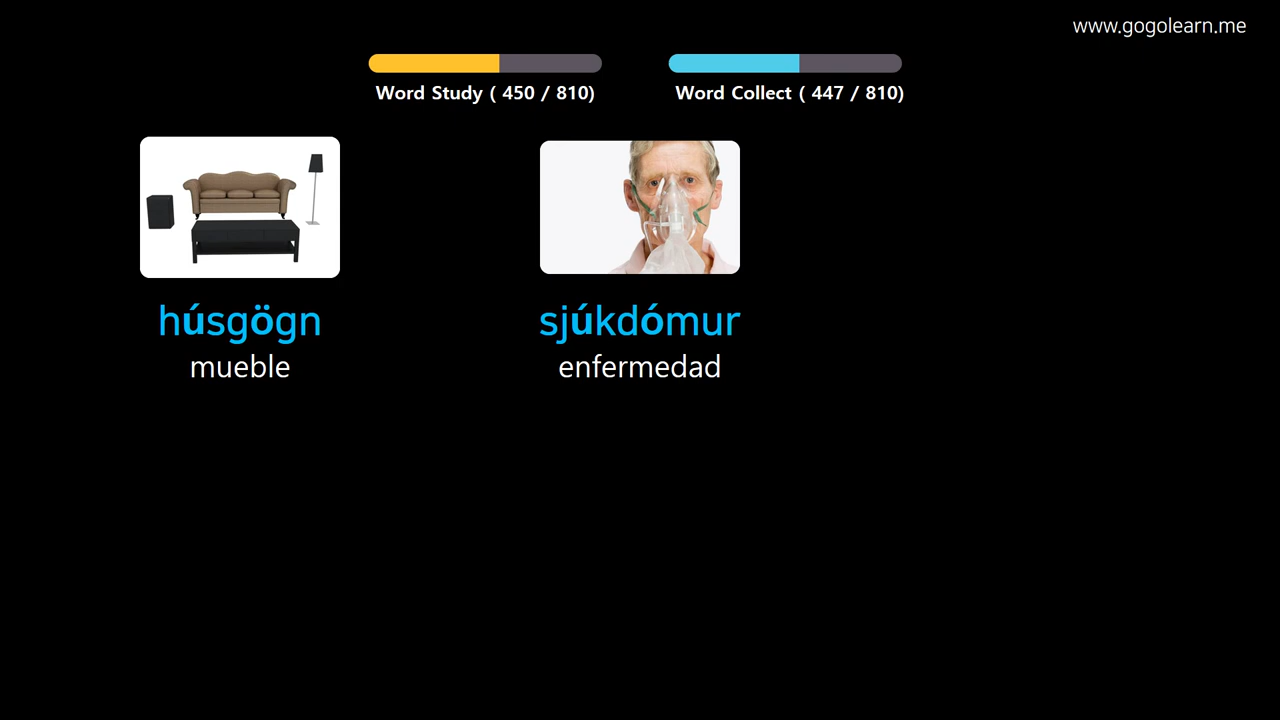 www.gogolearn.me
Word Study ( 450 / 810)
Word Collect ( 447 / 810)
húsgögn
mueble
sjúkdómur
enfermedad